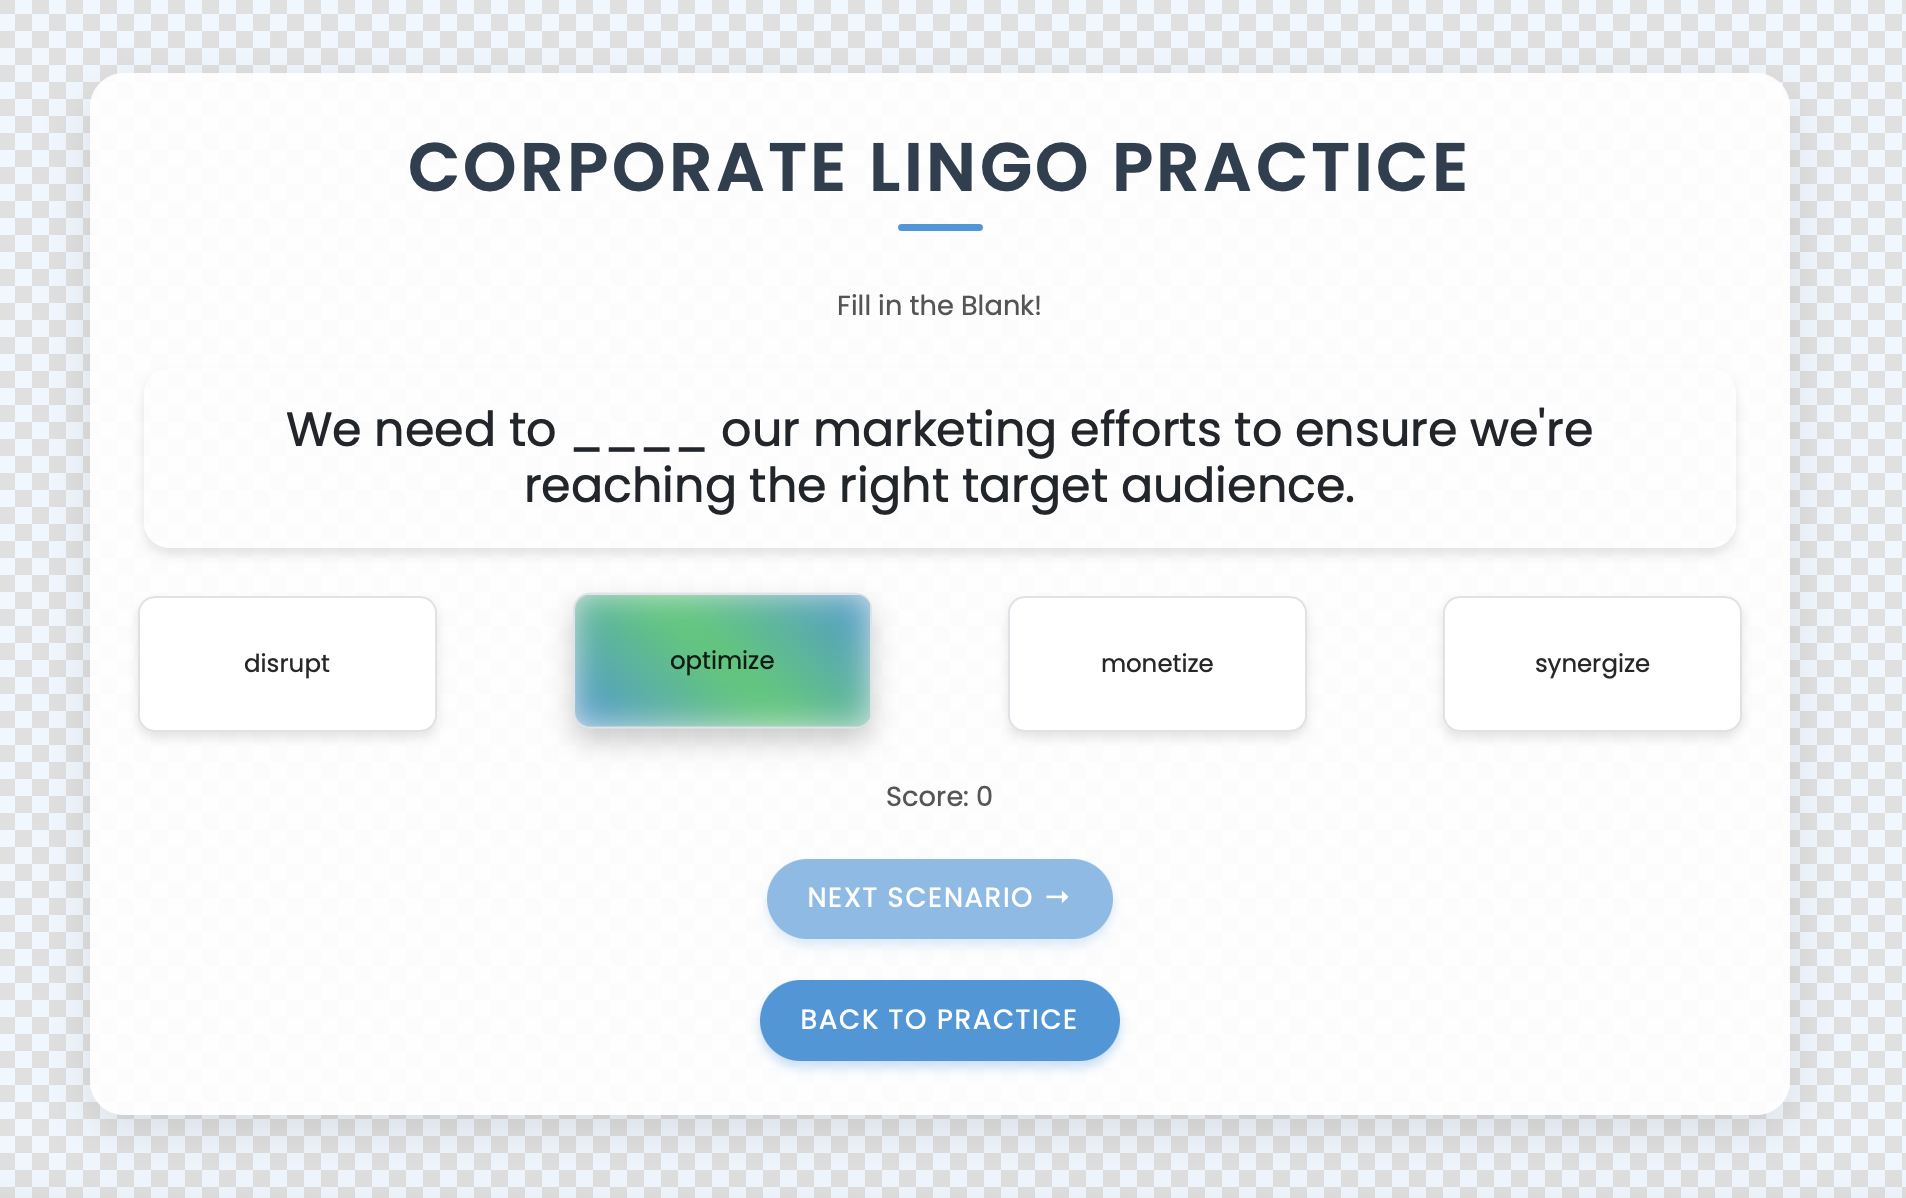 CORPORATE LINGO PRACTICE
Fill in the Blank!
We need to ____ our marketing efforts to ensure we're
reaching the right target audience.
disrupt
optimize
monetize
synergize
Score: 0
NEXT SCENARIO →
BACK TO PRACTICE